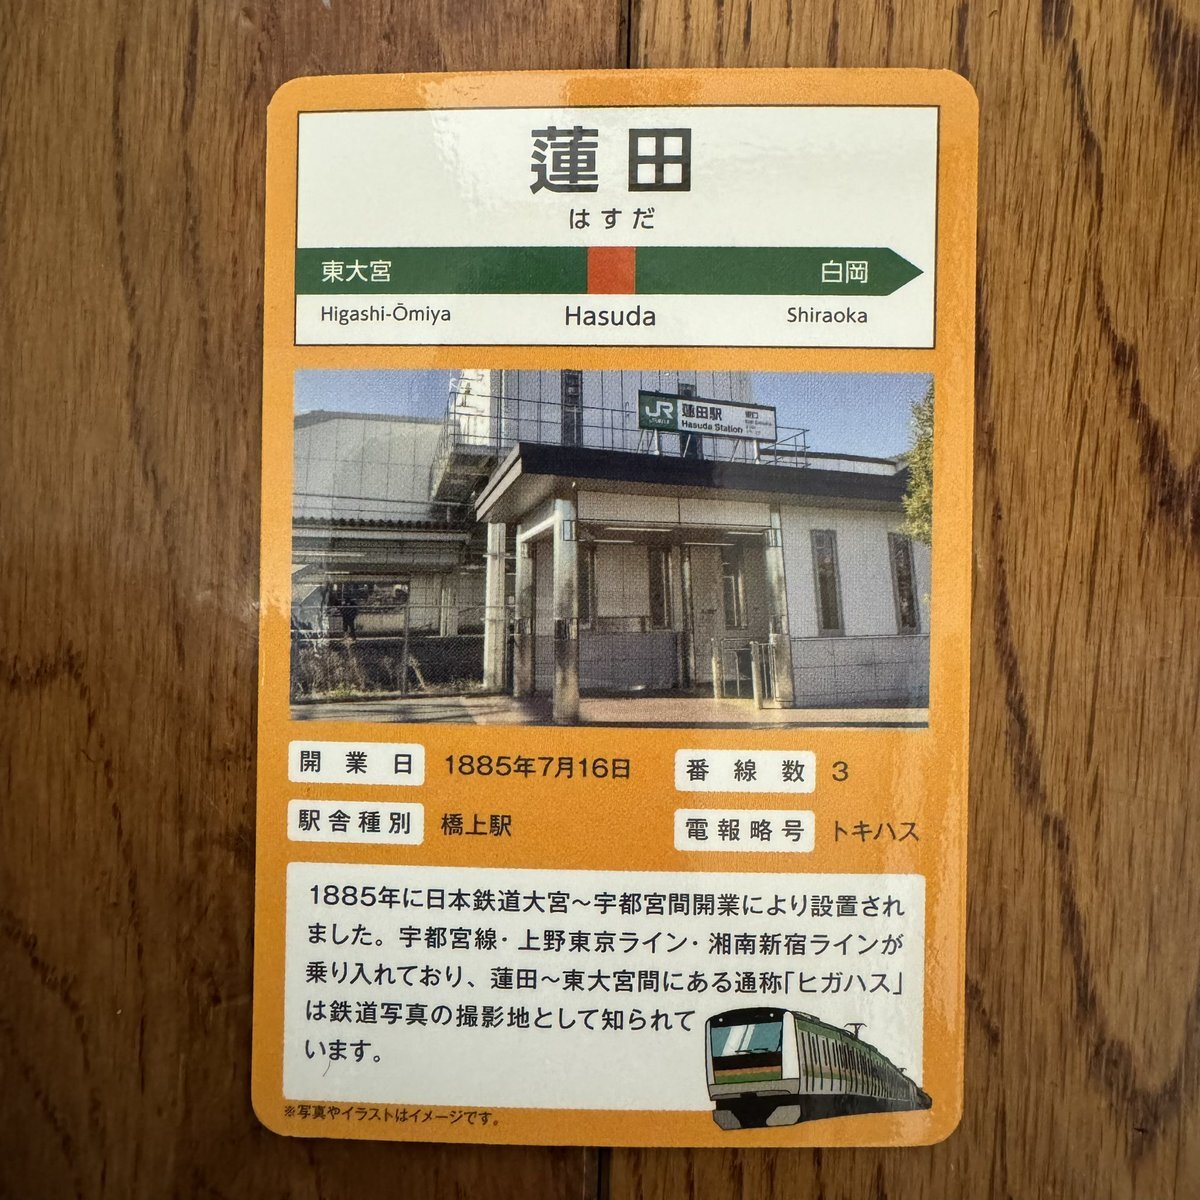 蓮田
はすだ
東大宮 白岡
Higashi-Ōmiya Hasuda Shiraoka
JR 蓮田駅 東口
Hasuda Station
開業日 1885年7月16日 番線数 3
駅舎種別 橋上駅 電報略号 トキハス
1885年に日本鉄道大宮〜宇都宮間開業により設置され
ました。宇都宮線・上野東京ライン・湘南新宿ラインが
乗り入れており、蓮田〜東大宮間にある通称「ヒガハス」
は鉄道写真の撮影地として知られて
います。
※写真やイラストはイメージです。